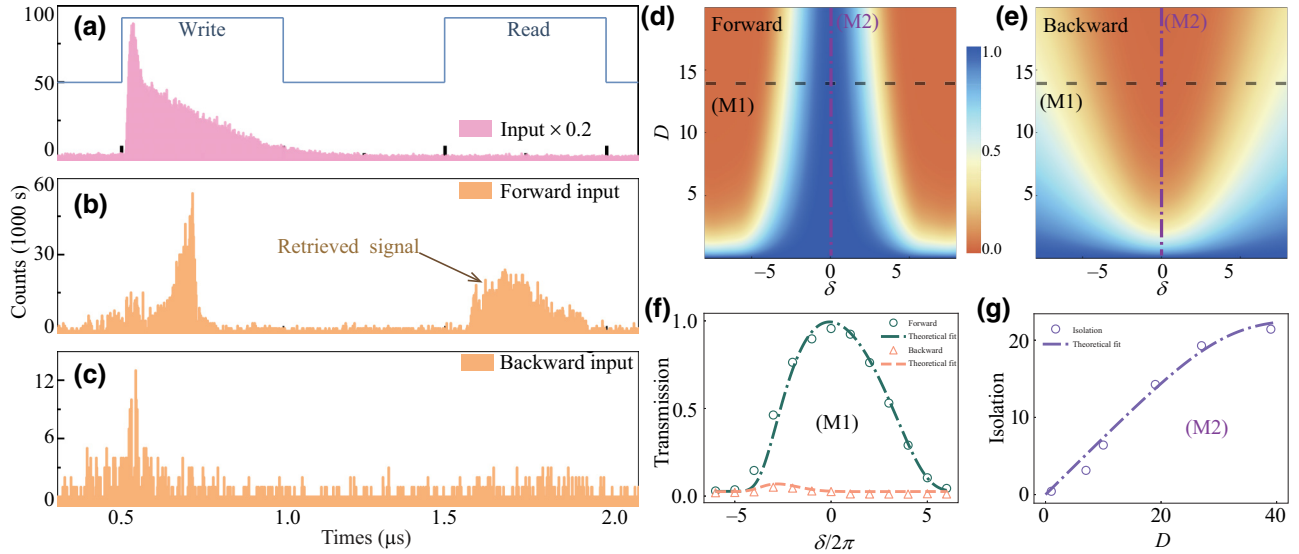 (a)
Write
Read
100
50
0
Input × 0.2
(b)
Forward input
60
30
0
Retrieved signal
Counts (1000 s)
(c)
Backward input
12
6
0
0.5
1.0
1.5
2.0
Times (µs)
(d)
Forward
(M2)
(M1)
15
10
5
D
−5
0
5
δ
1.0
0.5
0.0
(e)
Backward
(M2)
(M1)
15
10
5
−5
0
5
δ
(f)
1.0
0.5
0.0
Transmission
Forward
Theoretical fit
Backward
Theoretical fit
(M1)
−5
0
5
δ/2π
(g)
Isolation
Theoretical fit
20
10
0
Isolation
(M2)
0
20
40
D